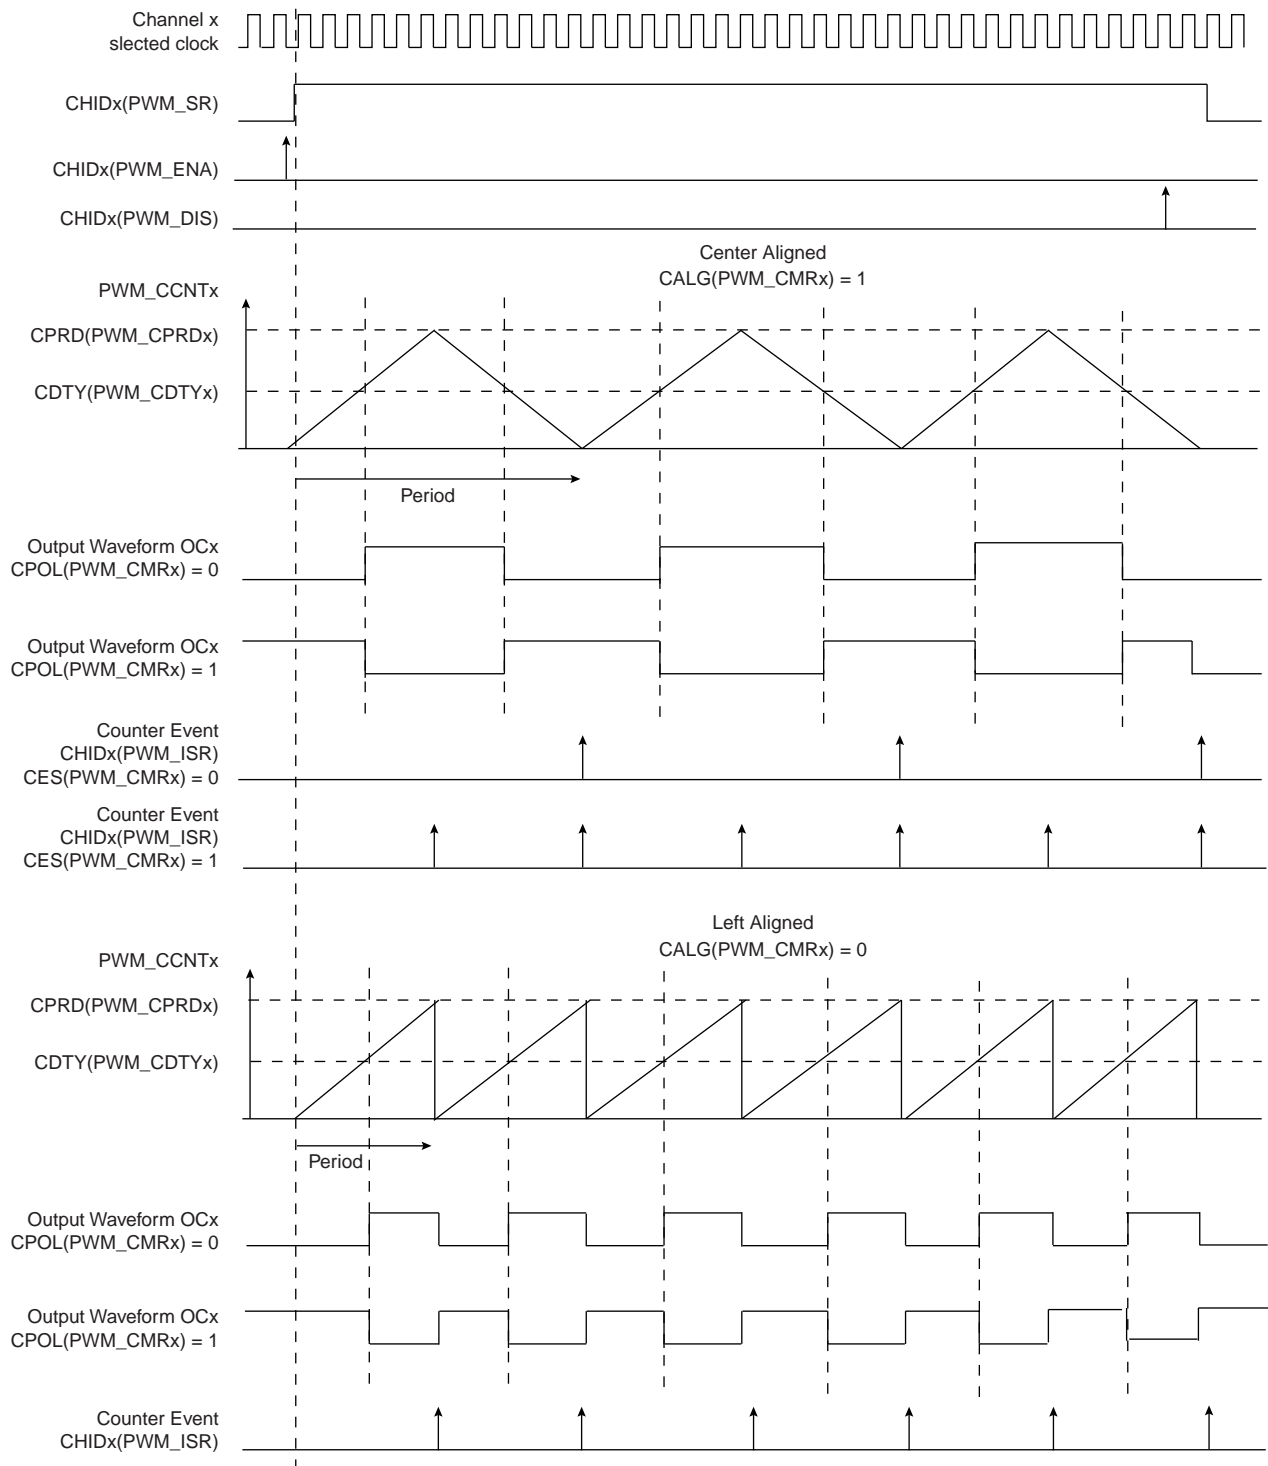 Channel x
slected clock
CHIDx(PWM_SR)
CHIDx(PWM_ENA)
CHIDx(PWM_DIS)
Center Aligned
CALG(PWM_CMRx) = 1
PWM_CCNTx
CPRD(PWM_CPRDx)
CDTY(PWM_CDTYx)
Period
Output Waveform OCx
CPOL(PWM_CMRx) = 0
Output Waveform OCx
CPOL(PWM_CMRx) = 1
Counter Event
CHIDx(PWM_ISR)
CES(PWM_CMRx) = 0
Counter Event
CHIDx(PWM_ISR)
CES(PWM_CMRx) = 1
Left Aligned
CALG(PWM_CMRx) = 0
PWM_CCNTx
CPRD(PWM_CPRDx)
CDTY(PWM_CDTYx)
Period
Output Waveform OCx
CPOL(PWM_CMRx) = 0
Output Waveform OCx
CPOL(PWM_CMRx) = 1
Counter Event
CHIDx(PWM_ISR)